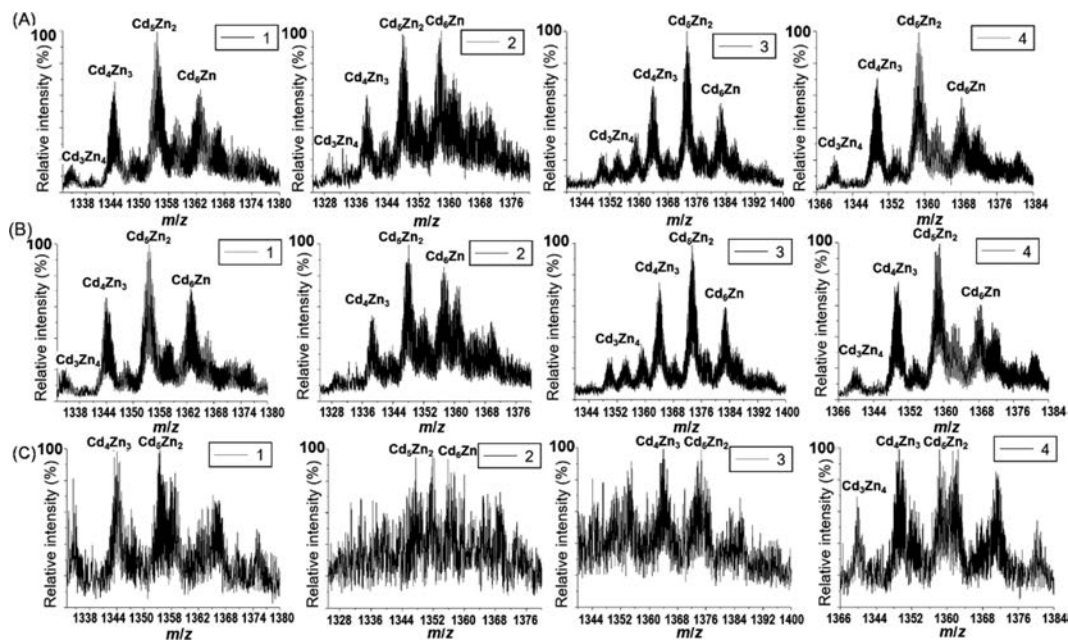 (A)
Relative intensity (%)
100
Cd₃Zn₄
Cd₄Zn₃
Cd₅Zn₂
Cd₆Zn
1
1338 1344 1350 1358 1362 1368 1374 1380
m/z
Relative intensity (%)
100
Cd₃Zn₄
Cd₄Zn₃
Cd₅Zn₂
Cd₆Zn
2
1328 1336 1344 1352 1360 1368 1376
m/z
Relative intensity (%)
100
Cd₃Zn₄
Cd₄Zn₃
Cd₅Zn₂
Cd₆Zn
3
1344 1352 1360 1368 1376 1384 1392 1400
m/z
Relative intensity (%)
100
Cd₃Zn₄
Cd₄Zn₃
Cd₅Zn₂
Cd₆Zn
4
1366 1344 1352 1360 1368 1376 1384
m/z
(B)
Relative intensity (%)
100
Cd₃Zn₄
Cd₄Zn₃
Cd₅Zn₂
Cd₆Zn
1
1338 1344 1350 1356 1362 1368 1374 1380
m/z
Relative intensity (%)
100
Cd₄Zn₃
Cd₅Zn₂
Cd₆Zn
2
1328 1336 1344 1352 1360 1368 1376
m/z
Relative intensity (%)
100
Cd₃Zn₄
Cd₄Zn₃
Cd₅Zn₂
Cd₆Zn
3
1344 1352 1360 1368 1376 1384 1392 1400
m/z
Relative intensity (%)
100
Cd₃Zn₄
Cd₄Zn₃
Cd₅Zn₂
Cd₆Zn
4
1366 1344 1352 1360 1368 1376 1384
m/z
(C)
Relative intensity (%)
100
Cd₄Zn₃
Cd₅Zn₂
1
1338 1344 1350 1358 1362 1368 1374 1380
m/z
Relative intensity (%)
100
Cd₅Zn₂
Cd₆Zn
2
1328 1336 1344 1352 1360 1368 1376
m/z
Relative intensity (%)
100
Cd₄Zn₃
Cd₅Zn₂
3
1344 1352 1360 1368 1376 1384 1392 1400
m/z
Relative intensity (%)
100
Cd₃Zn₄
Cd₄Zn₃
Cd₅Zn₂
4
1366 1344 1352 1360 1368 1376 1384
m/z